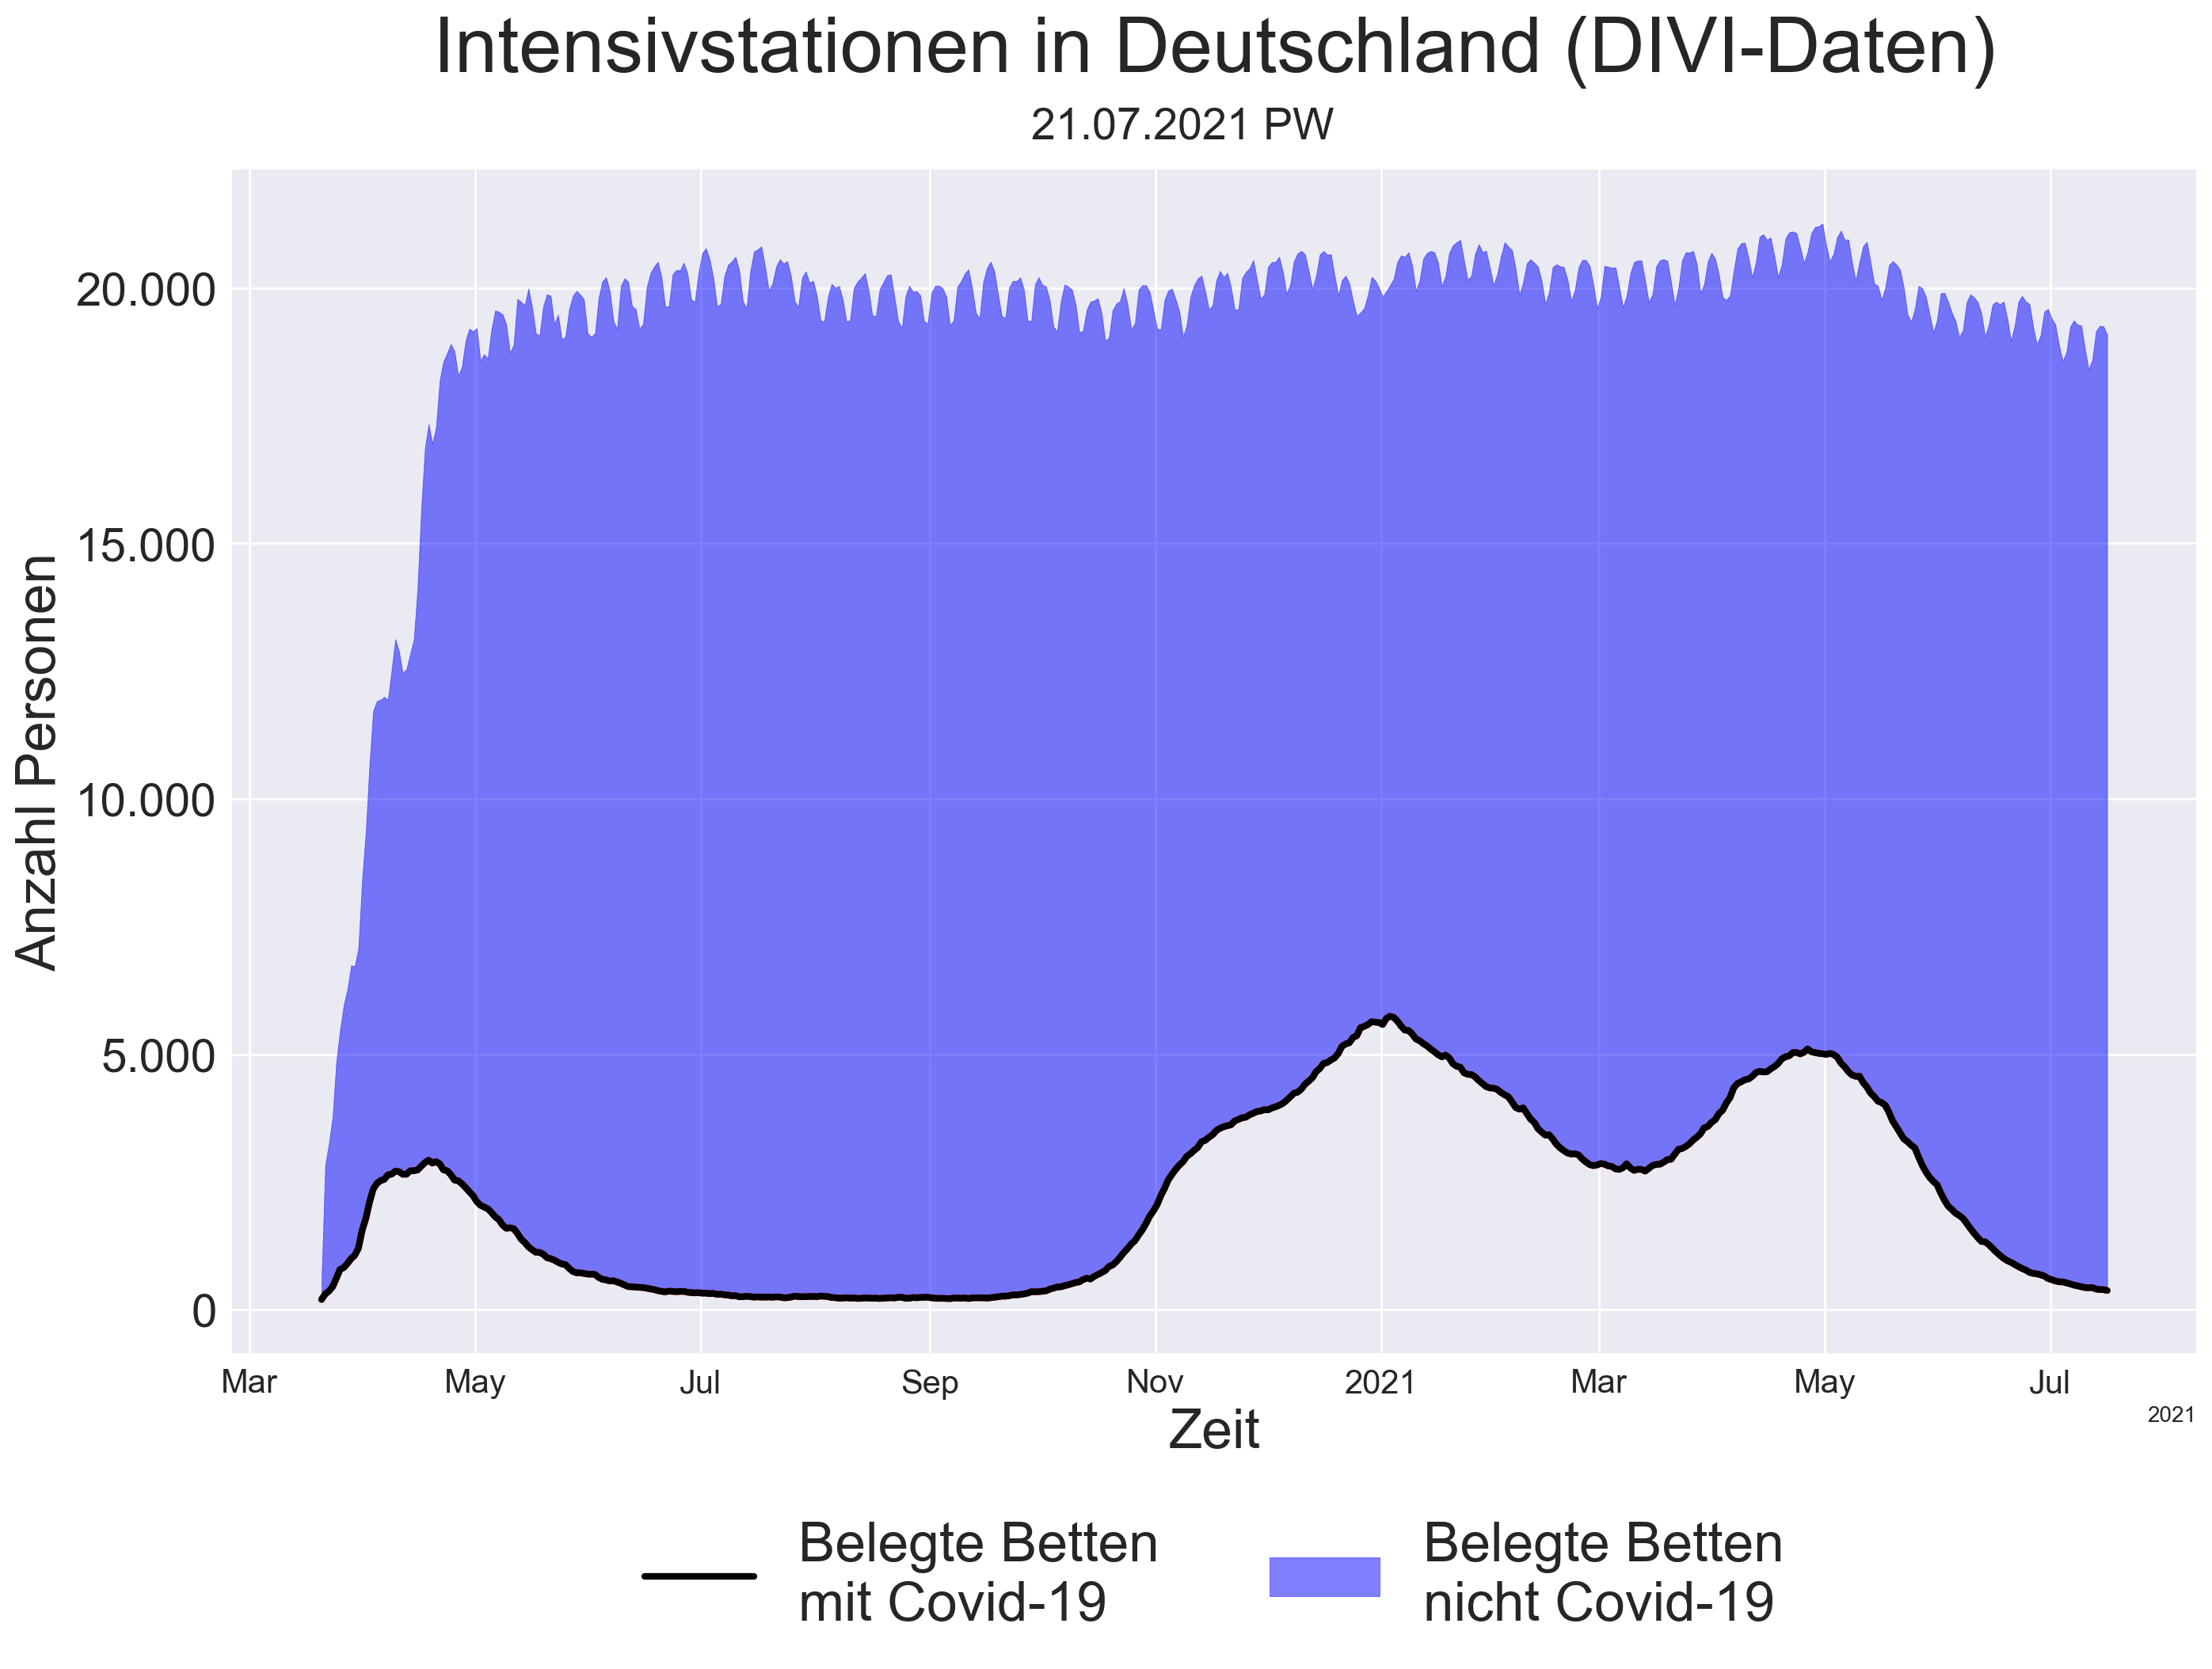 Intensivstationen in Deutschland (DIVI-Daten)
21.07.2021 PW
Anzahl Personen
20.000
15.000
10.000
5.000
0
Mar May Jul Sep Nov 2021 Mar May Jul
2021
Zeit
Belegte Betten
mit Covid-19
Belegte Betten
nicht Covid-19